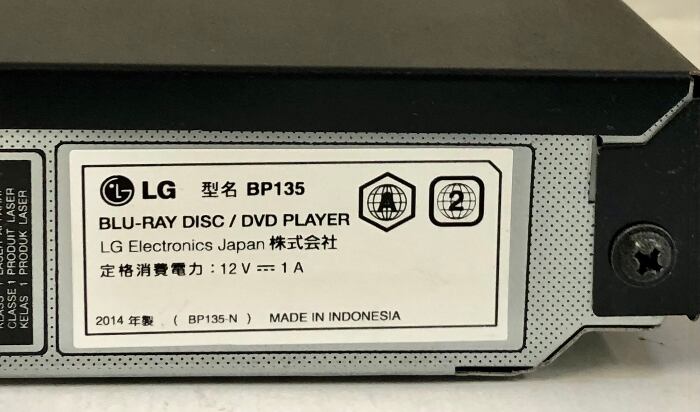 LG 型名 BP135
A
2
BLU-RAY DISC / DVD PLAYER
LG Electronics Japan 株式会社
定格消費電力 : 12 V ⎓ 1 A
2014 年製 ( BP135-N ) MADE IN INDONESIA
CLASSE 1 PRODUIT LASER
KELAS 1 PRODUK LASER